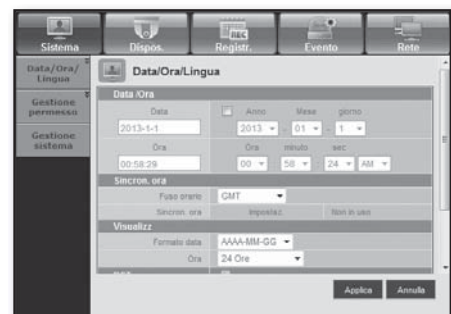 Sistema Dispos. Registr. Evento Rete
REC
Data/Ora/
Lingua
Gestione
permesso
Gestione
sistema
Data/Ora/Lingua
Data /Ora
Data Anno Mese giorno
2013-1-1 2013 - 01 - 1
Ora Ora minuto sec
00:58:29 00 : 58 : 24 AM
Sincron. ora
Fuso orario GMT
Sincron. ora Impostaz. Non in uso
Visualizz
Formato data AAAA-MM-GG
Ora 24 Ore
Applica Annulla